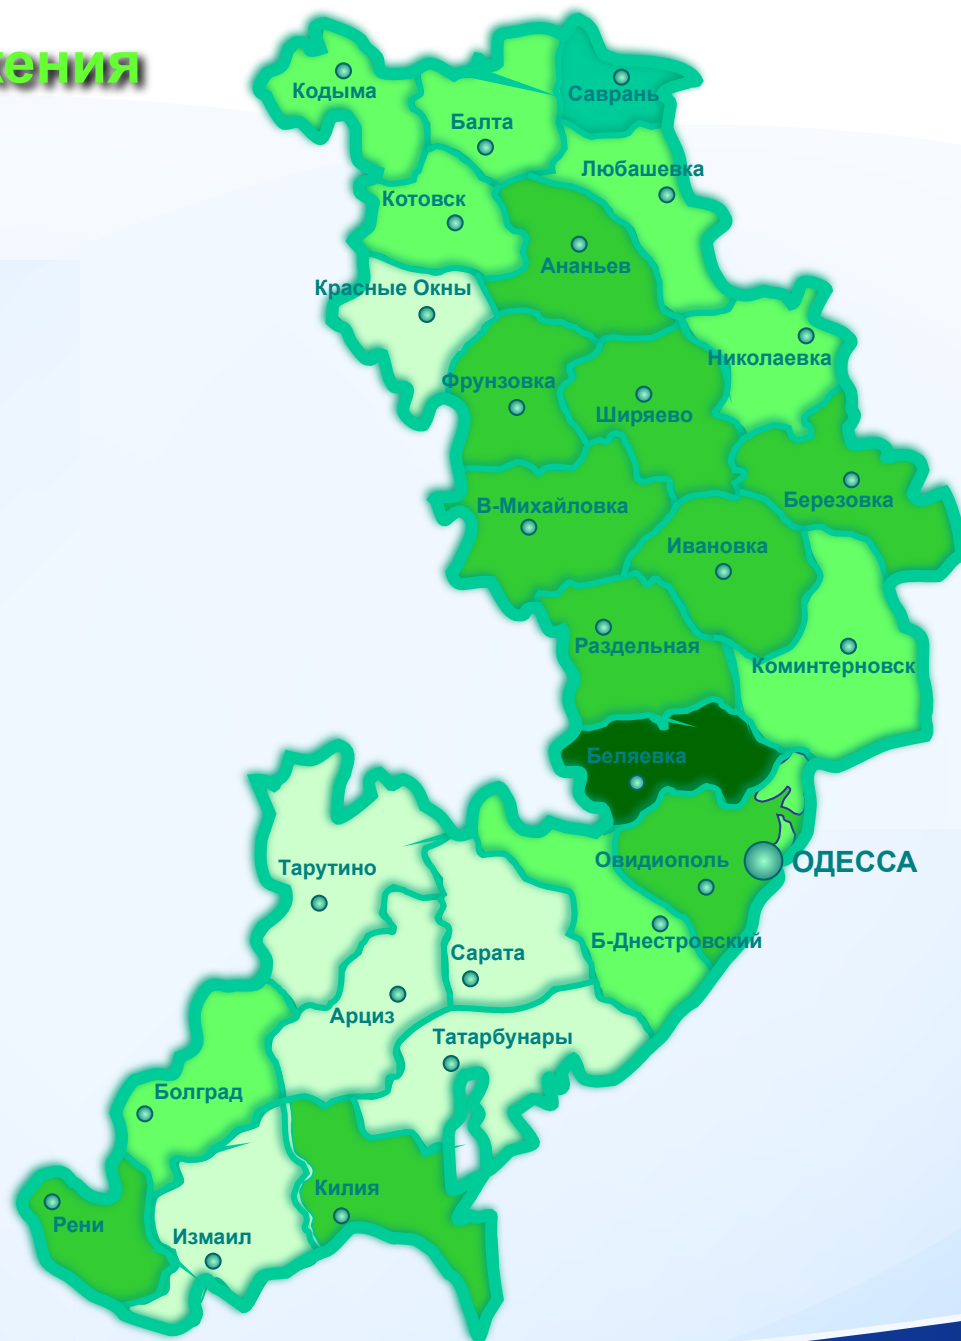 Кодыма
Саврань
Балта
Любашевка
Котовск
Ананьев
Красные Окны
Николаевка
Фрунзовка
Ширяево
В-Михайловка
Березовка
Ивановка
Раздельная
Коминтерновск
Беляевка
Тарутино
Овидиополь
ОДЕССА
Б-Днестровский
Сарата
Арциз
Татарбунары
Болград
Килия
Рени
Измаил